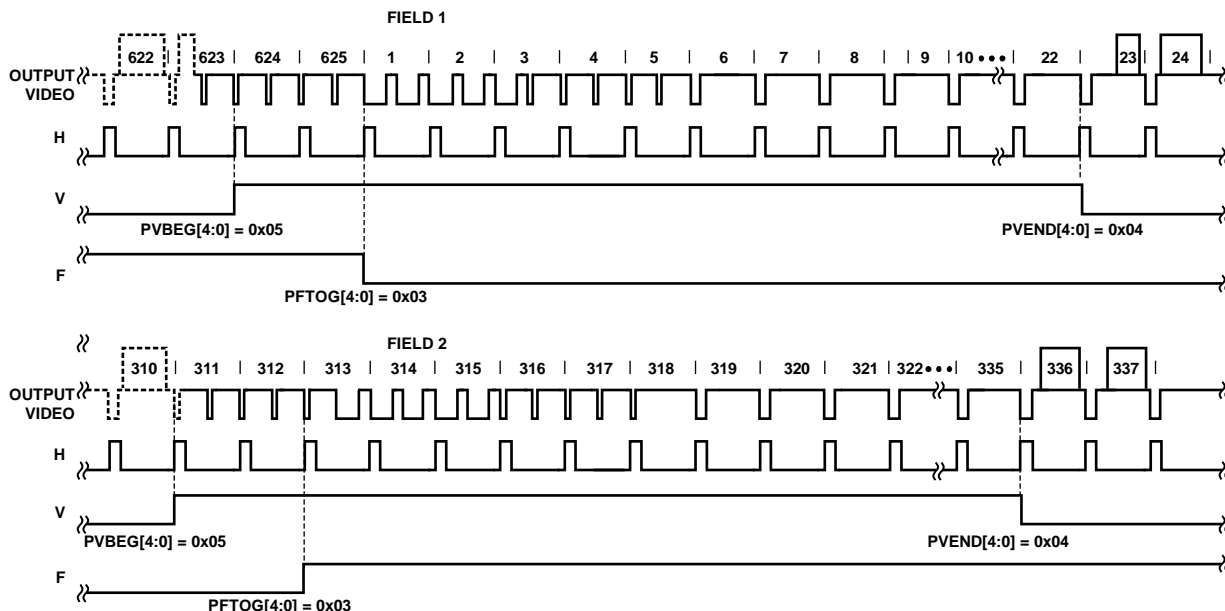 FIELD 1
622 623 624 625 1 2 3 4 5 6 7 8 9 10 ••• 22 23 24
OUTPUT
VIDEO
H
V
PVBEG[4:0] = 0x05 PVEND[4:0] = 0x04
F
PFTOG[4:0] = 0x03
FIELD 2
310 311 312 313 314 315 316 317 318 319 320 321 322 ••• 335 336 337
OUTPUT
VIDEO
H
V
PVBEG[4:0] = 0x05 PVEND[4:0] = 0x04
F
PFTOG[4:0] = 0x03